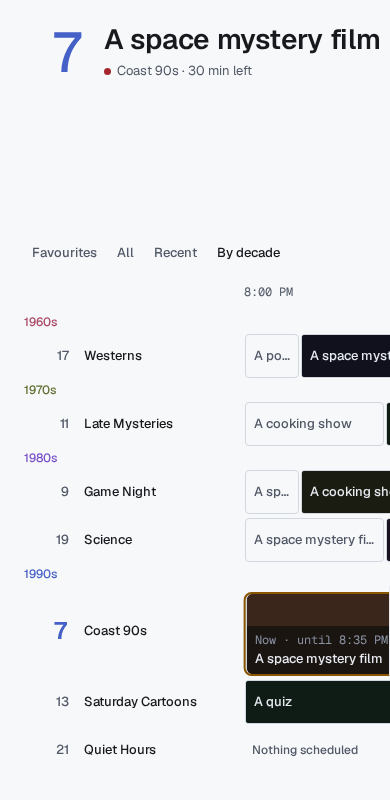 7 A space mystery film
Coast 90s · 30 min left
Favourites All Recent By decade
8:00 PM
1960s
17 Westerns A po… A space myst
1970s
11 Late Mysteries A cooking show
1980s
9 Game Night A sp… A cooking sh
19 Science A space mystery fi…
1990s
7 Coast 90s
Now · until 8:35 PM
A space mystery film
13 Saturday Cartoons A quiz
21 Quiet Hours Nothing scheduled